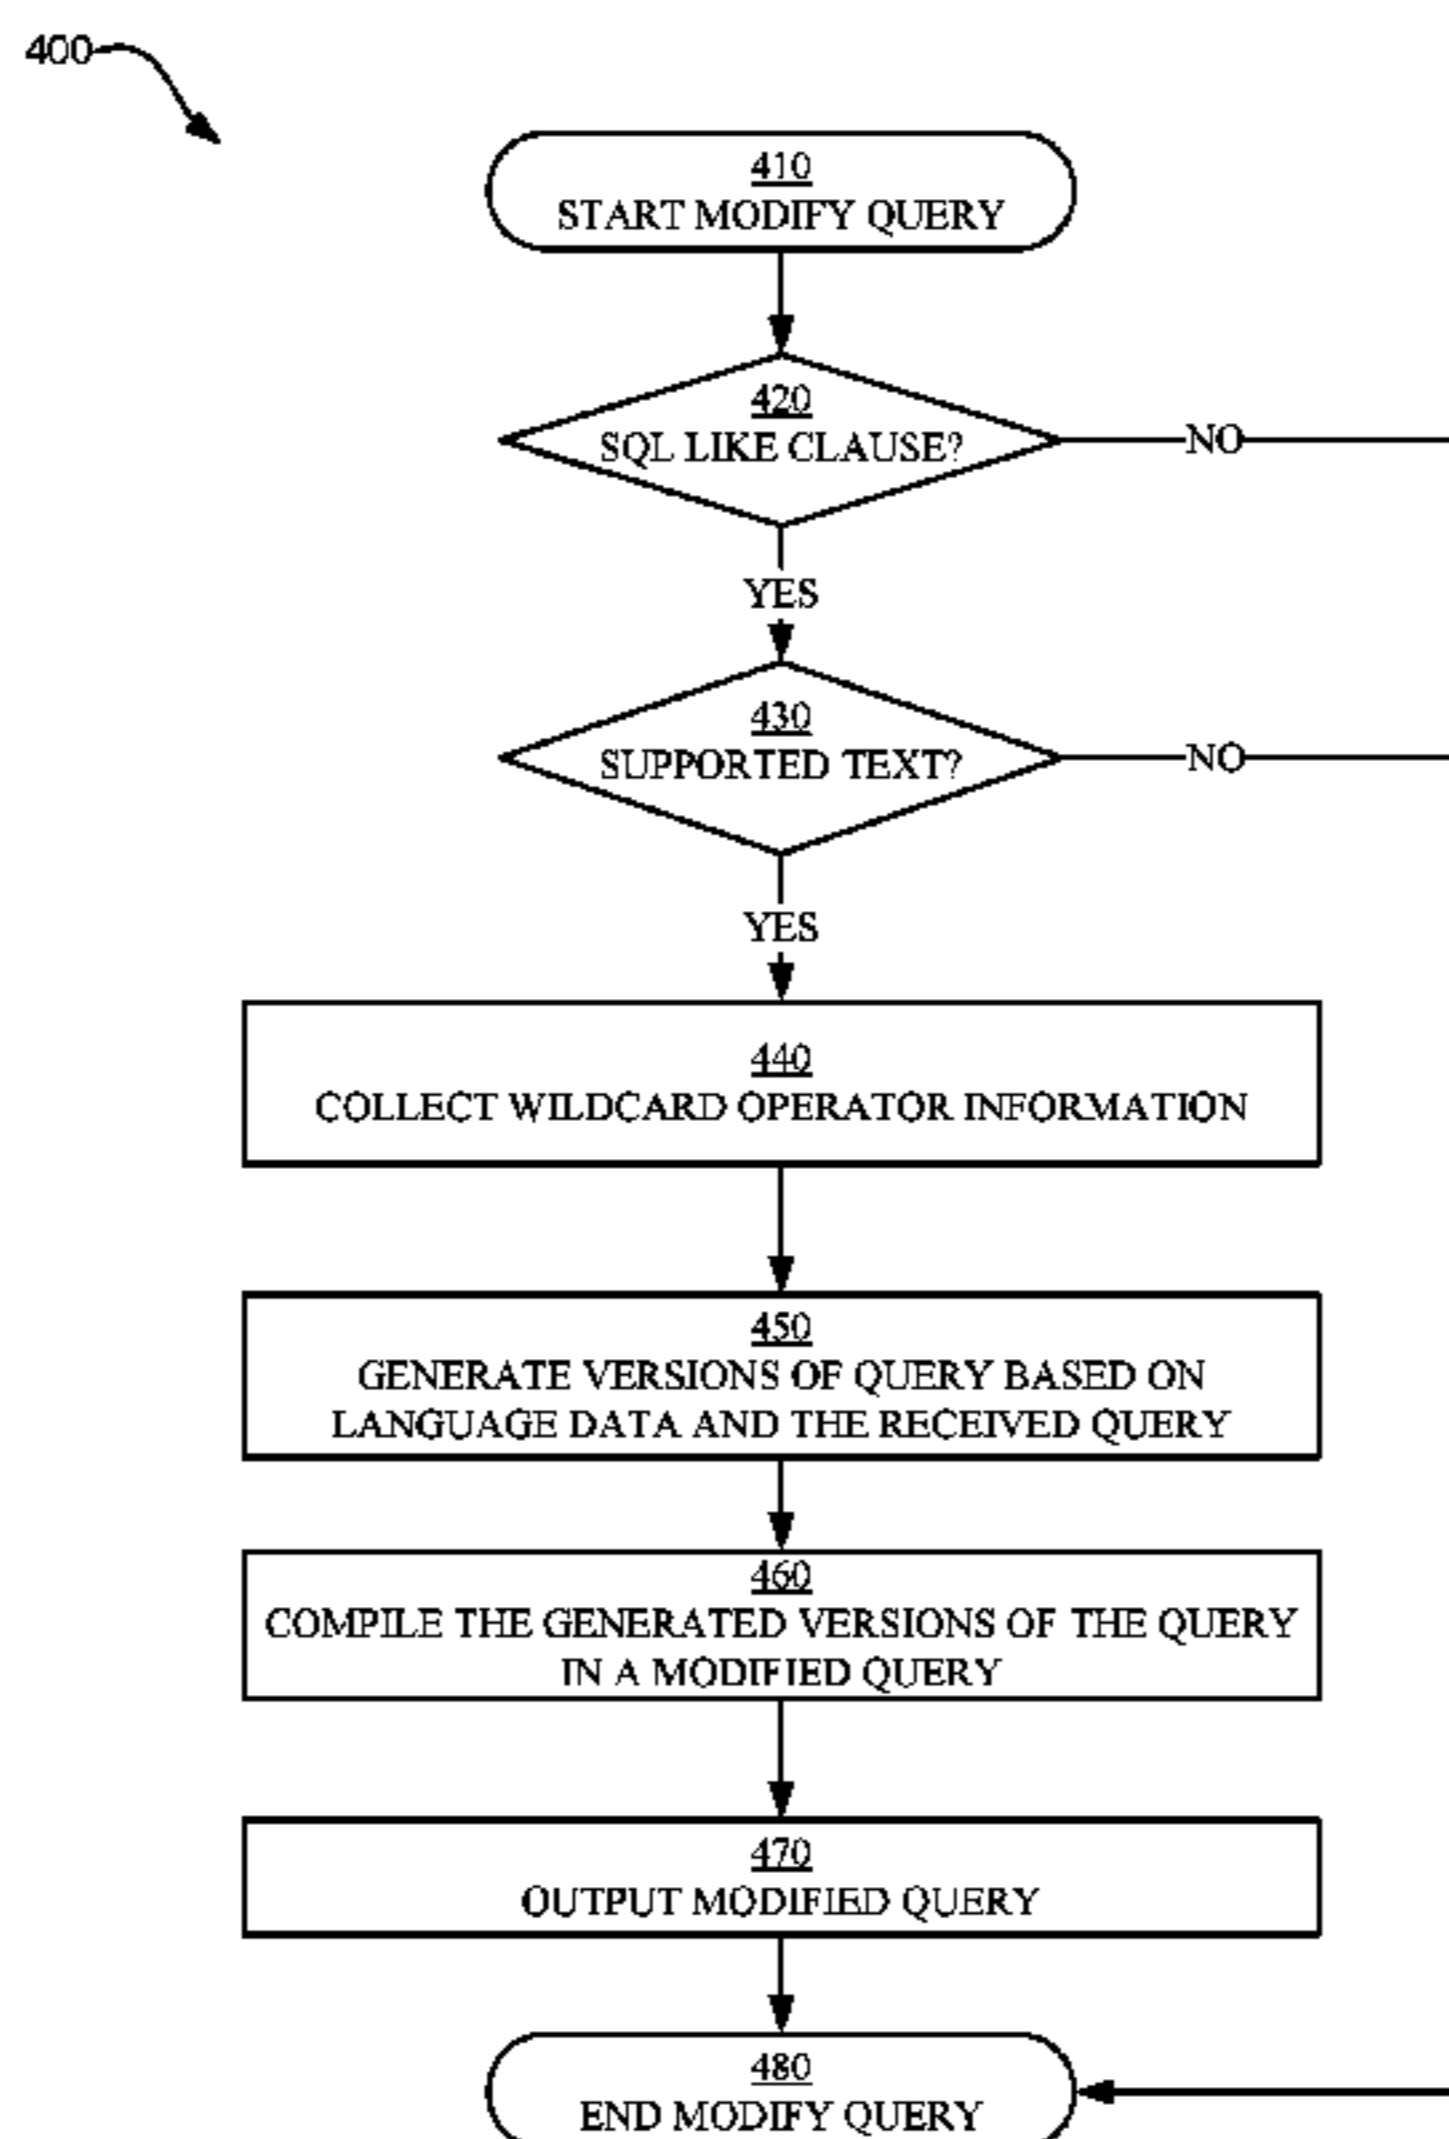 400
410
START MODIFY QUERY
420
SQL LIKE CLAUSE?
NO
YES
430
SUPPORTED TEXT?
NO
YES
440
COLLECT WILDCARD OPERATOR INFORMATION
450
GENERATE VERSIONS OF QUERY BASED ON
LANGUAGE DATA AND THE RECEIVED QUERY
460
COMPILE THE GENERATED VERSIONS OF THE QUERY
IN A MODIFIED QUERY
470
OUTPUT MODIFIED QUERY
480
END MODIFY QUERY